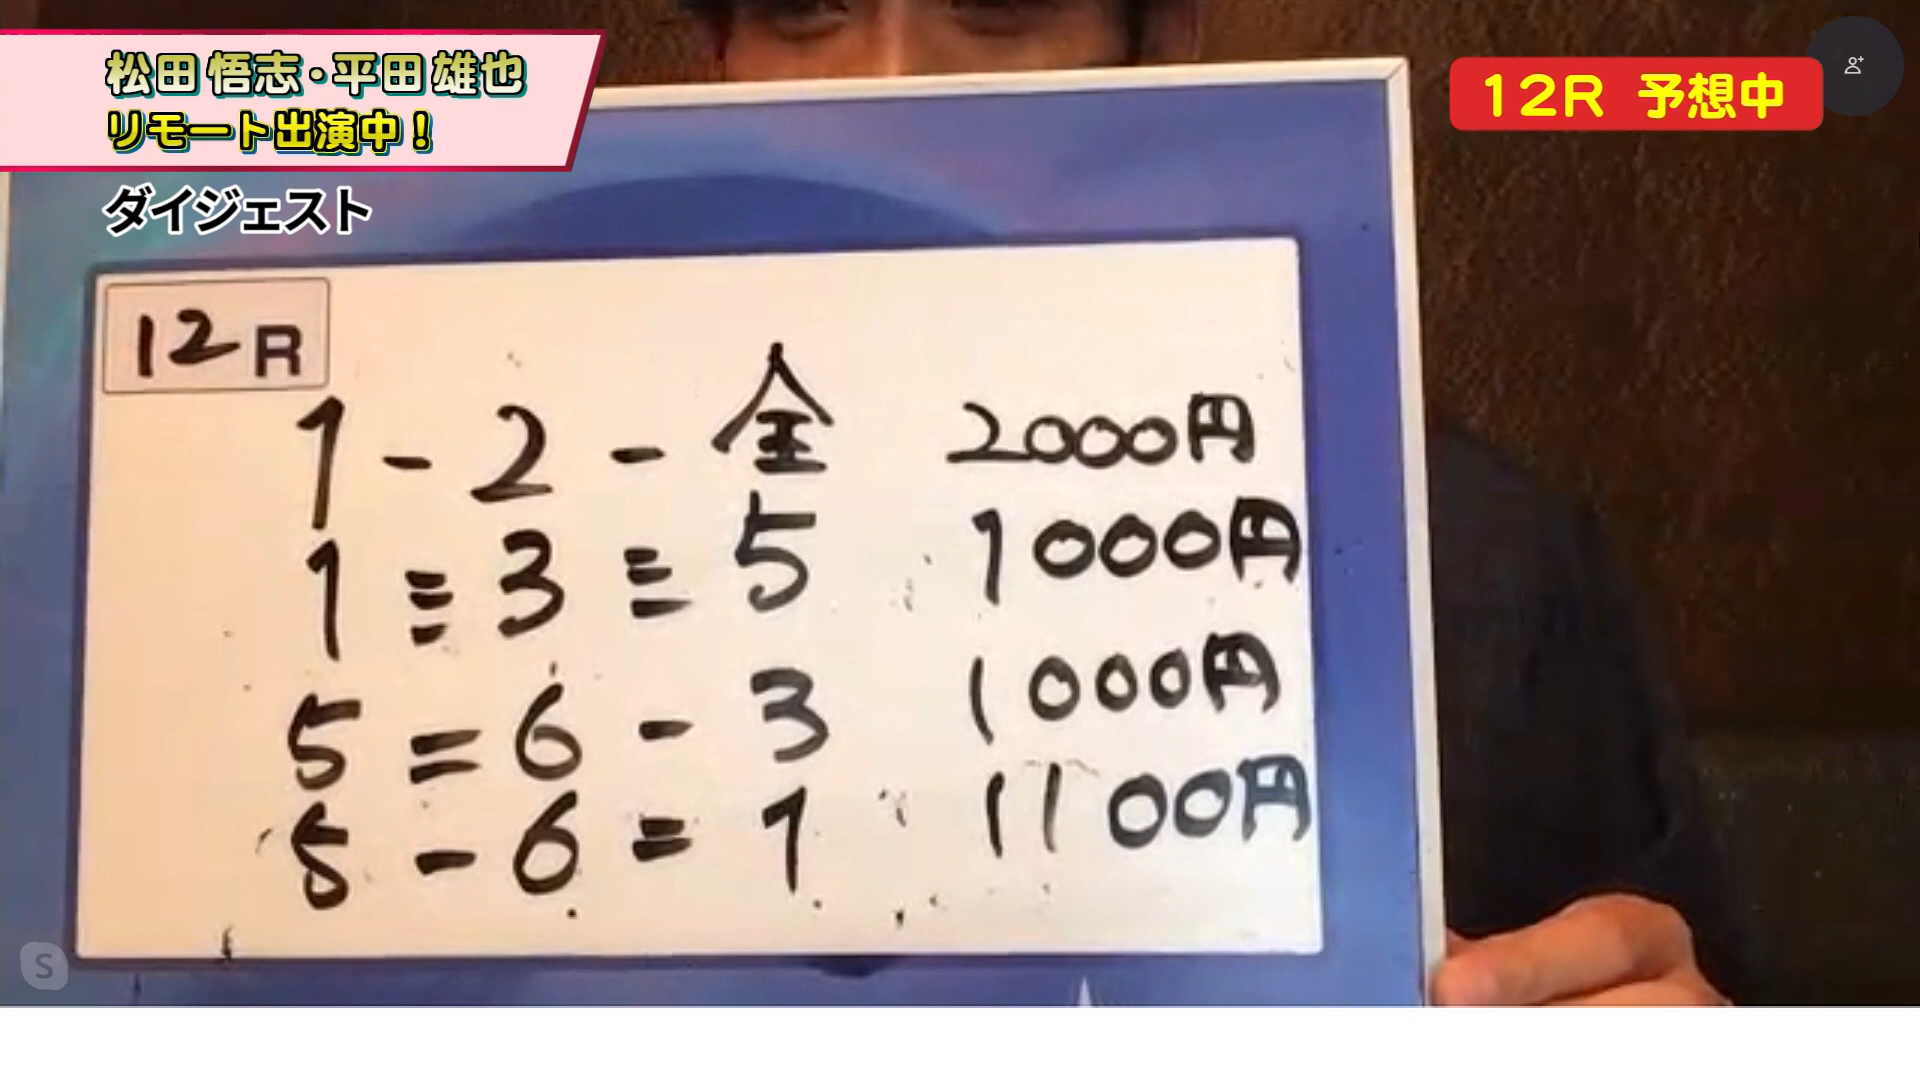 松田 悟志・平田 雄也
リモート出演中！
12R 予想中
ダイジェスト
12R
1 - 2 - 全 2000円
1 = 3 = 5 1000円
5 = 6 - 3 1000円
5 - 6 = 1 1100円
S